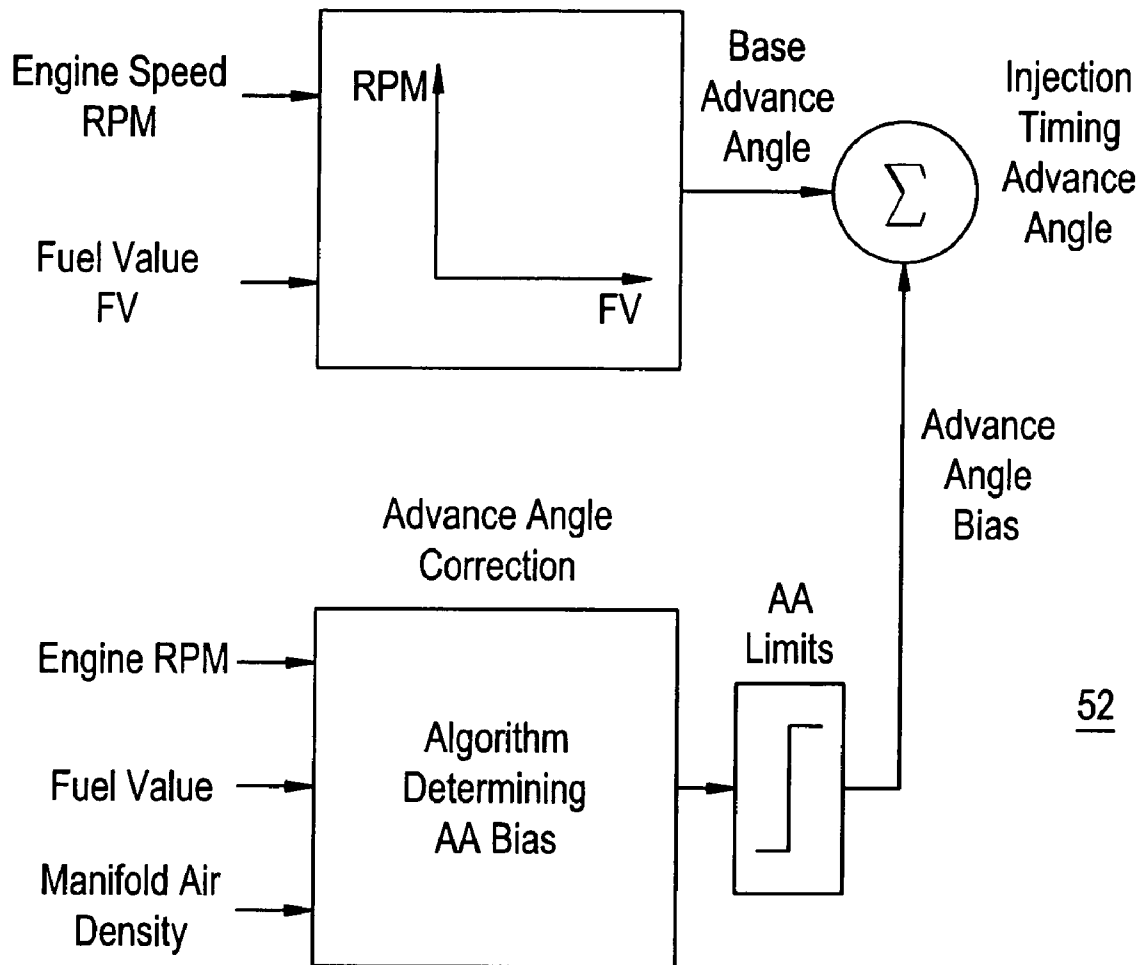 Engine Speed
RPM
Fuel Value
FV
RPM
FV
Base
Advance
Angle
Σ
Injection
Timing
Advance
Angle
Advance
Angle
Bias
Advance Angle
Correction
Engine RPM
Fuel Value
Manifold Air
Density
Algorithm
Determining
AA Bias
AA
Limits
52